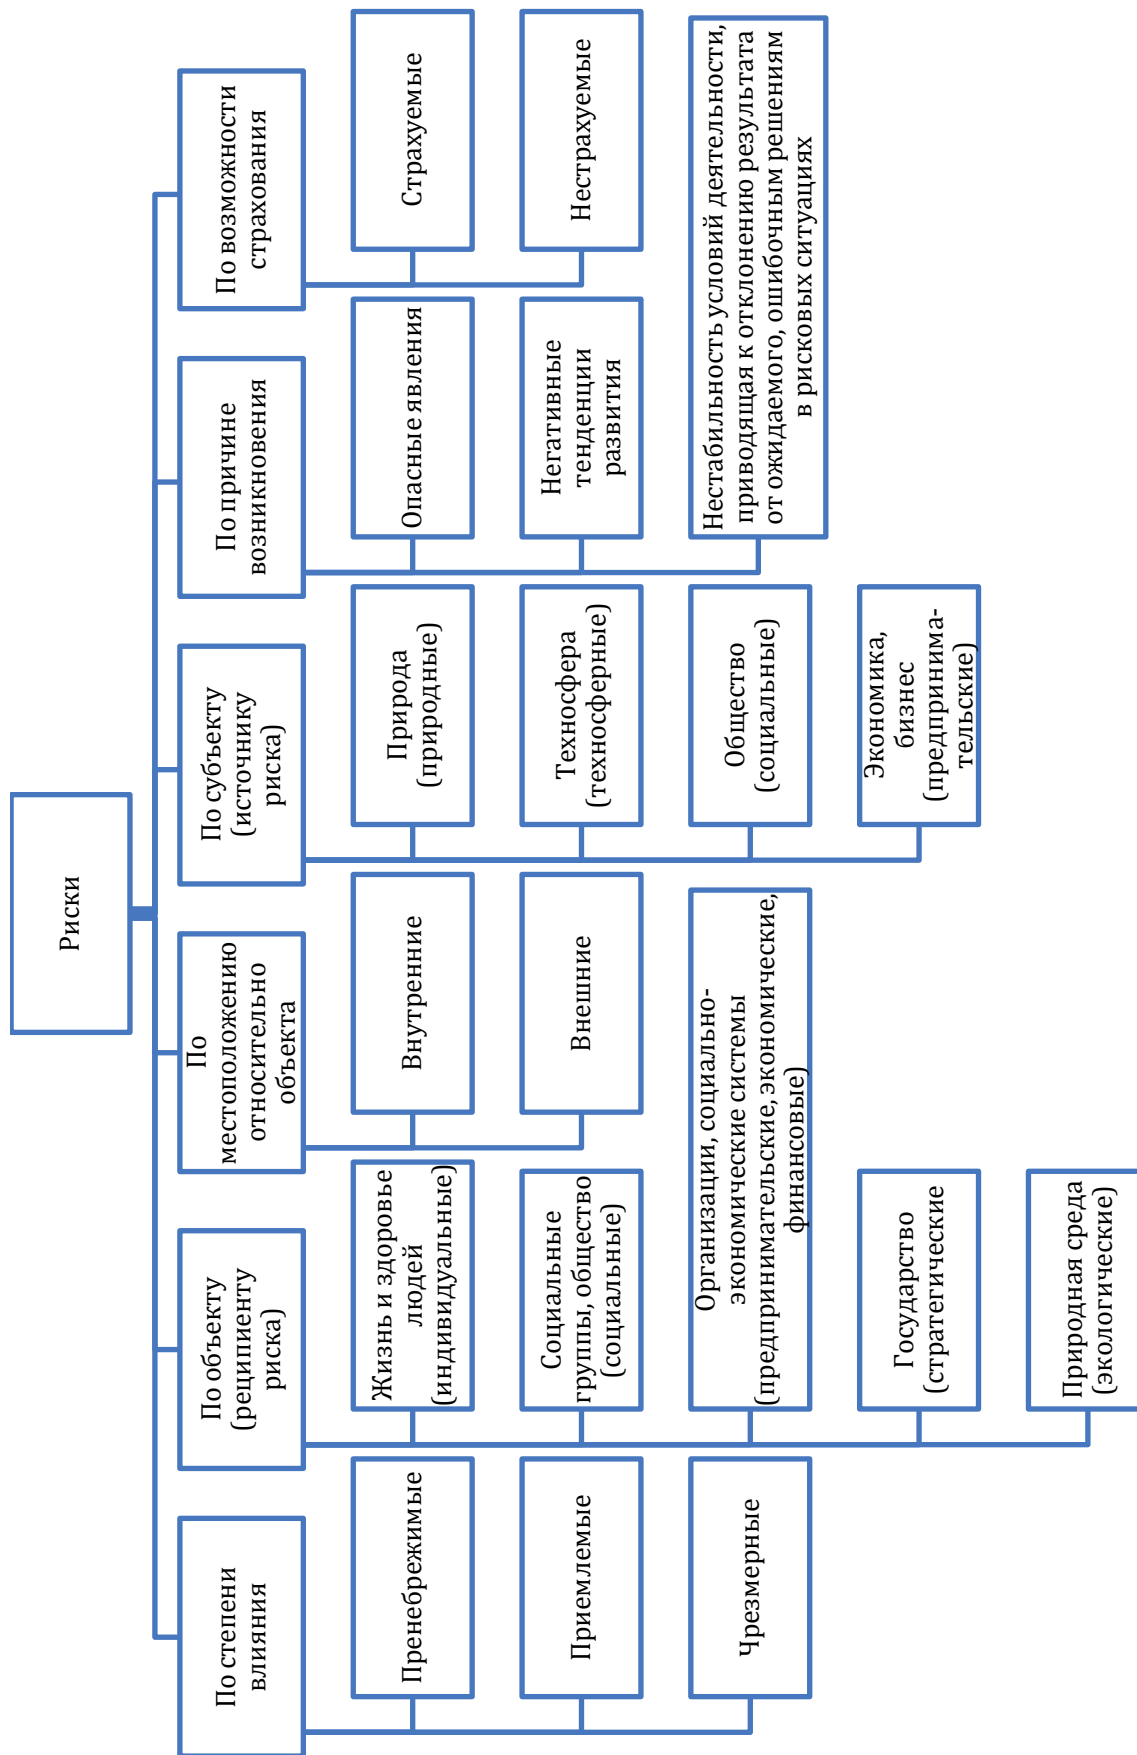 Риски
По степени
влияния
Пренебрежимые
Приемлемые
Чрезмерные
По объекту
(реципиенту
риска)
Жизнь и здоровье
людей
(индивидуальные)
Социальные
группы, общество
(социальные)
Организации, социально-
экономические системы
(предпринимательские, экономические,
финансовые)
Государство
(стратегические
Природная среда
(экологические)
По
местоположению
относительно
объекта
Внутренние
Внешние
По субъекту
(источнику
риска)
Природа
(природные)
Техносфера
(техносферные)
Общество
(социальные)
Экономика,
бизнес
(предпринима-
тельские)
По причине
возникновения
Опасные явления
Негативные
тенденции
развития
Нестабильность условий деятельности,
приводящая к отклонению результата
от ожидаемого, ошибочным решениям
в рисковых ситуациях
По возможности
страхования
Страхуемые
Нестрахуемые